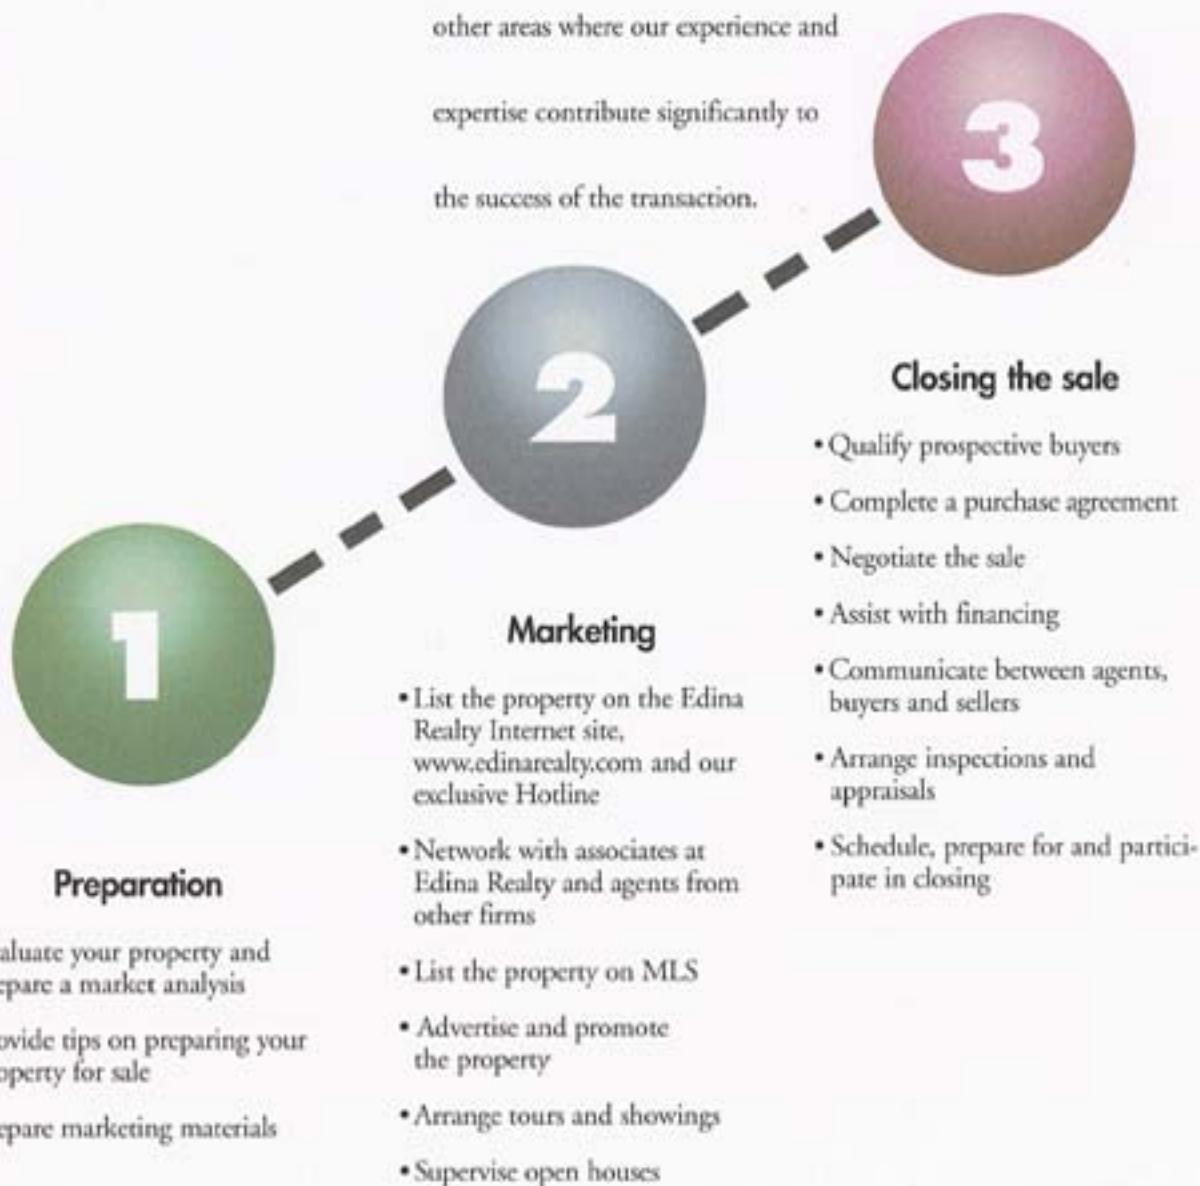 other areas where our experience and
expertise contribute significantly to
the success of the transaction.
3
2
1
Closing the sale
• Qualify prospective buyers
• Complete a purchase agreement
• Negotiate the sale
• Assist with financing
• Communicate between agents,
buyers and sellers
• Arrange inspections and
appraisals
• Schedule, prepare for and partici-
pate in closing
Marketing
• List the property on the Edina
Realty Internet site,
www.edinarealty.com and our
exclusive Hotline
• Network with associates at
Edina Realty and agents from
other firms
• List the property on MLS
• Advertise and promote
the property
• Arrange tours and showings
• Supervise open houses
Preparation
aluate your property and
epare a market analysis
ovide tips on preparing your
operty for sale
epare marketing materials